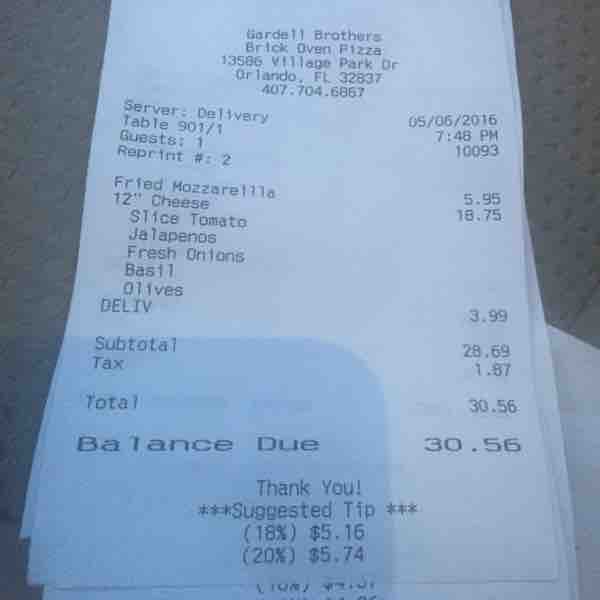 Gardell Brothers
Brick Oven Pizza
13586 Village Park Dr
Orlando, FL 32837
407.704.6867
Server: Delivery 05/06/2016
Table 901/1 7:48 PM
Guests: 1 10093
Reprint #: 2
Fried Mozzarellla 5.95
12" Cheese 18.75
Slice Tomato
Jalapenos
Fresh Onions
Basil
Olives
DELIV 3.99
Subtotal 28.69
Tax 1.87
Total 30.56
Balance Due 30.56
Thank You!
***Suggested Tip ***
(18%) $5.16
(20%) $5.74